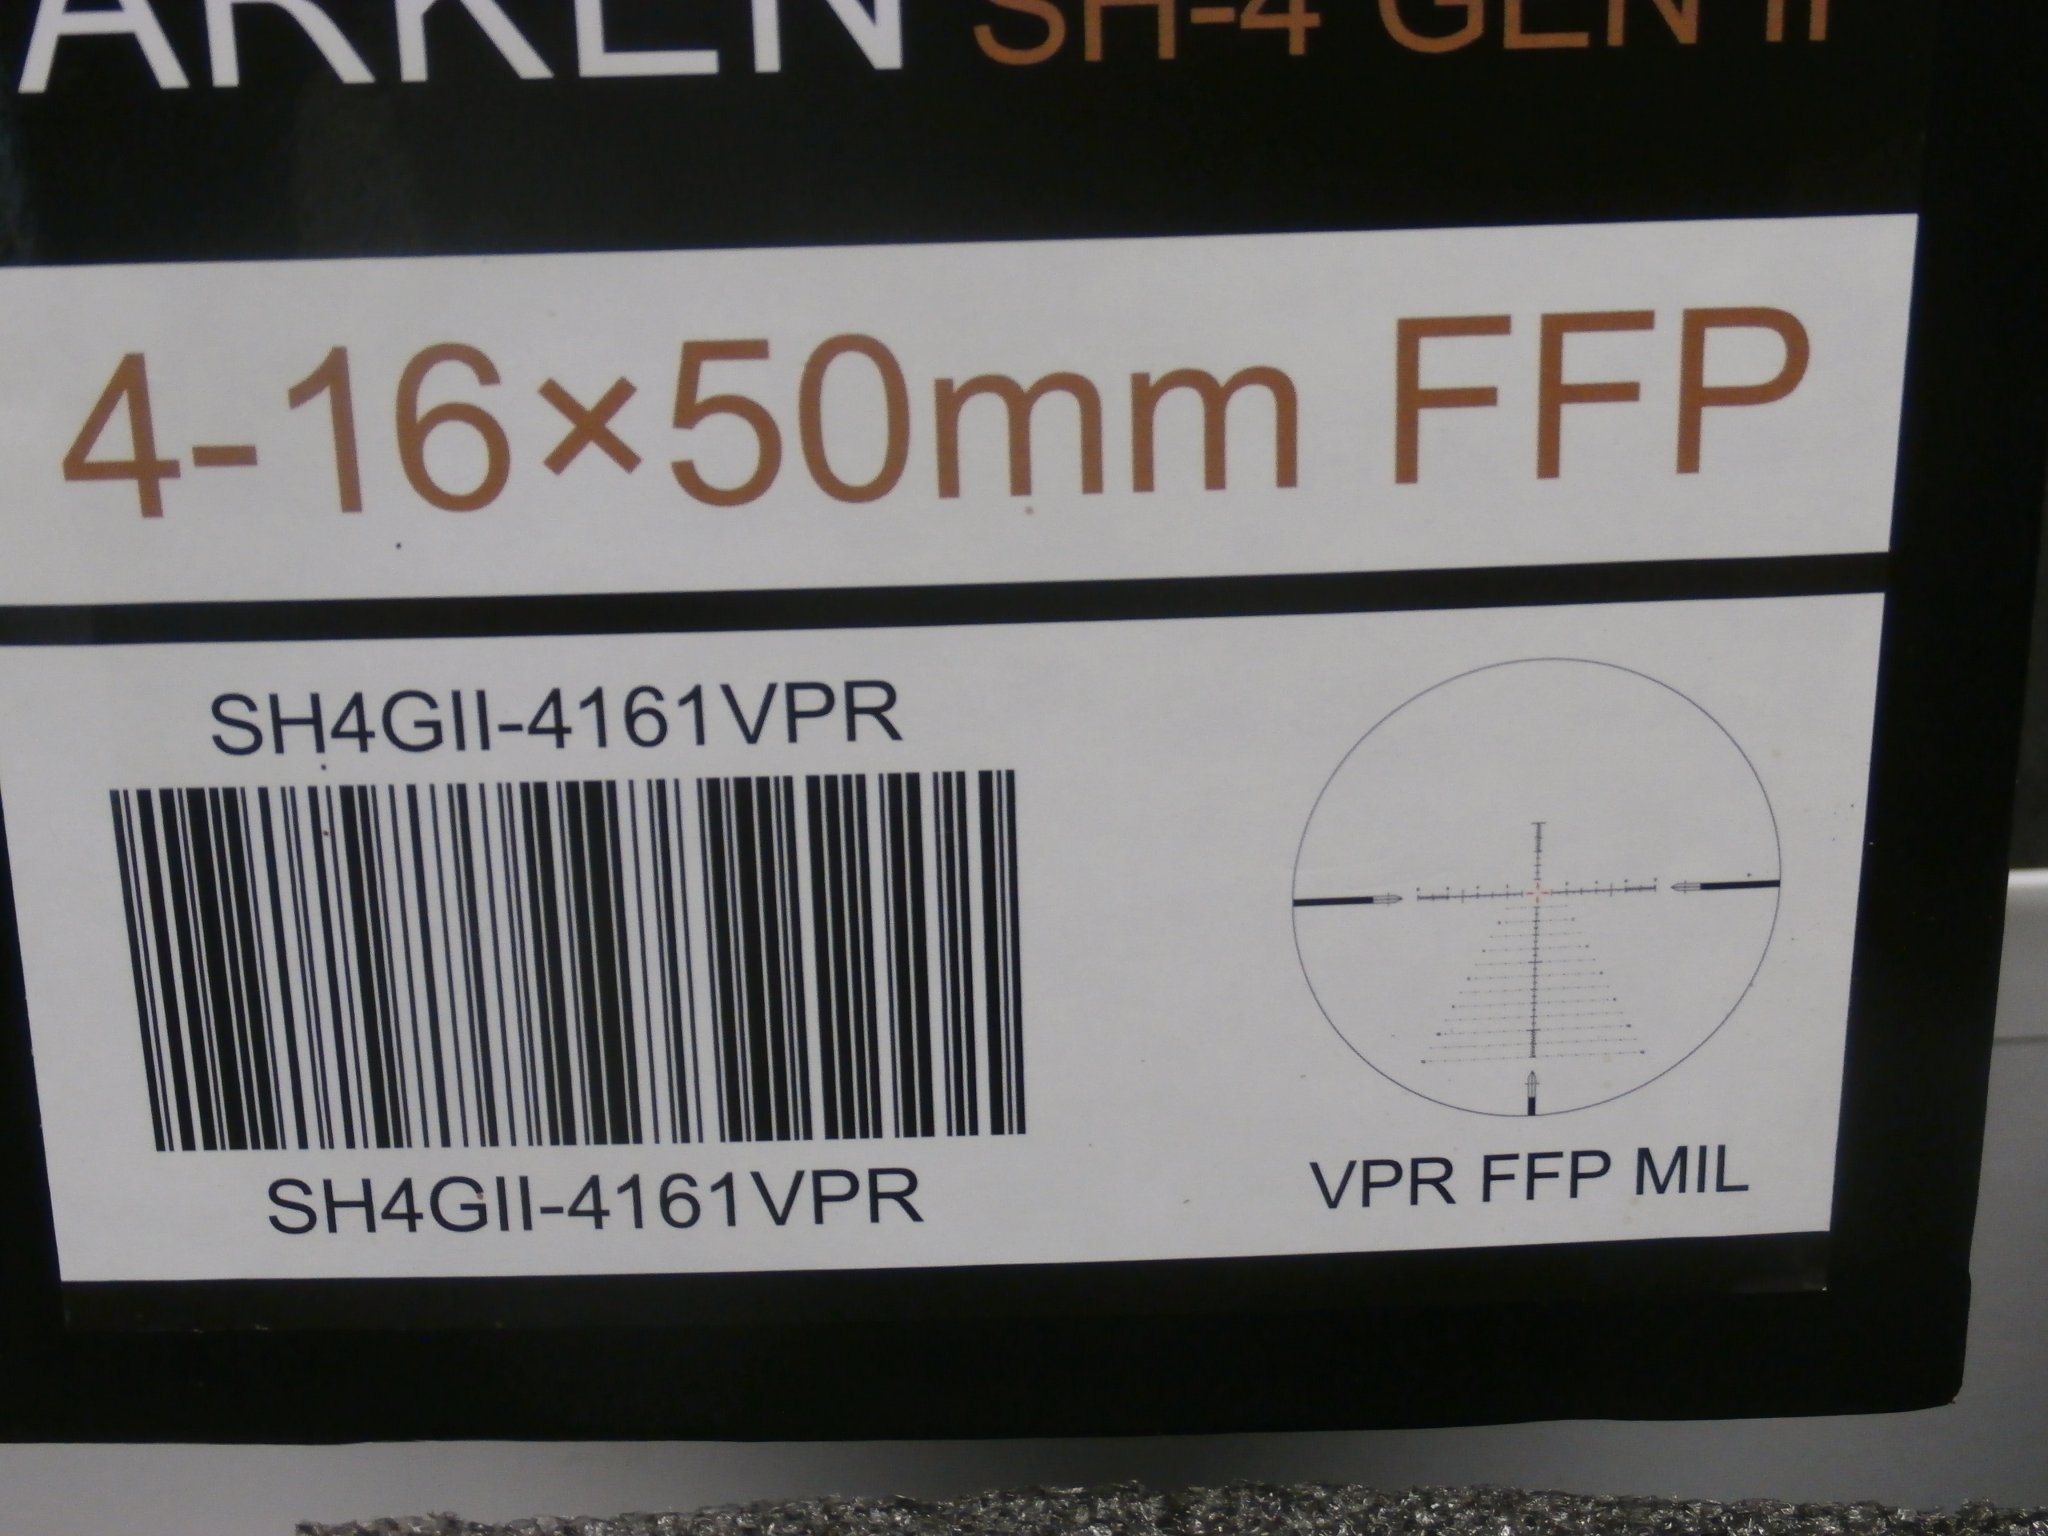 ARKEN SH-4 GEN II
4-16×50mm FFP
SH4GII-4161VPR
SH4GII-4161VPR
VPR FFP MIL